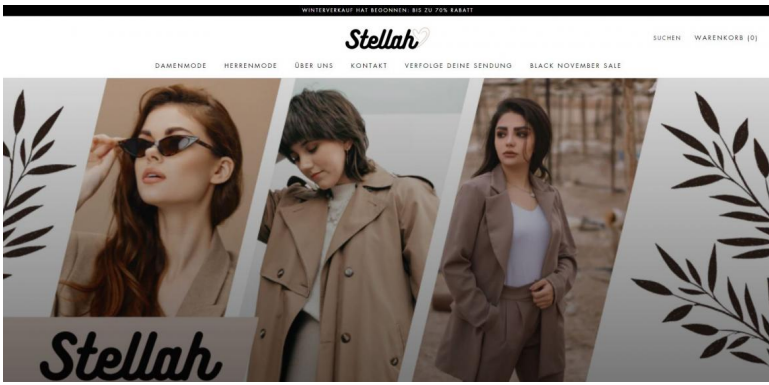 WINTERVERKAUF HAT BEGONNEN: BIS ZU 70% RABATT
Stellah
SUCHEN WARENKORB (0)
DAMENMODE HERRENMODE ÜBER UNS KONTAKT VERFOLGE DEINE SENDUNG BLACK NOVEMBER SALE
Stellah